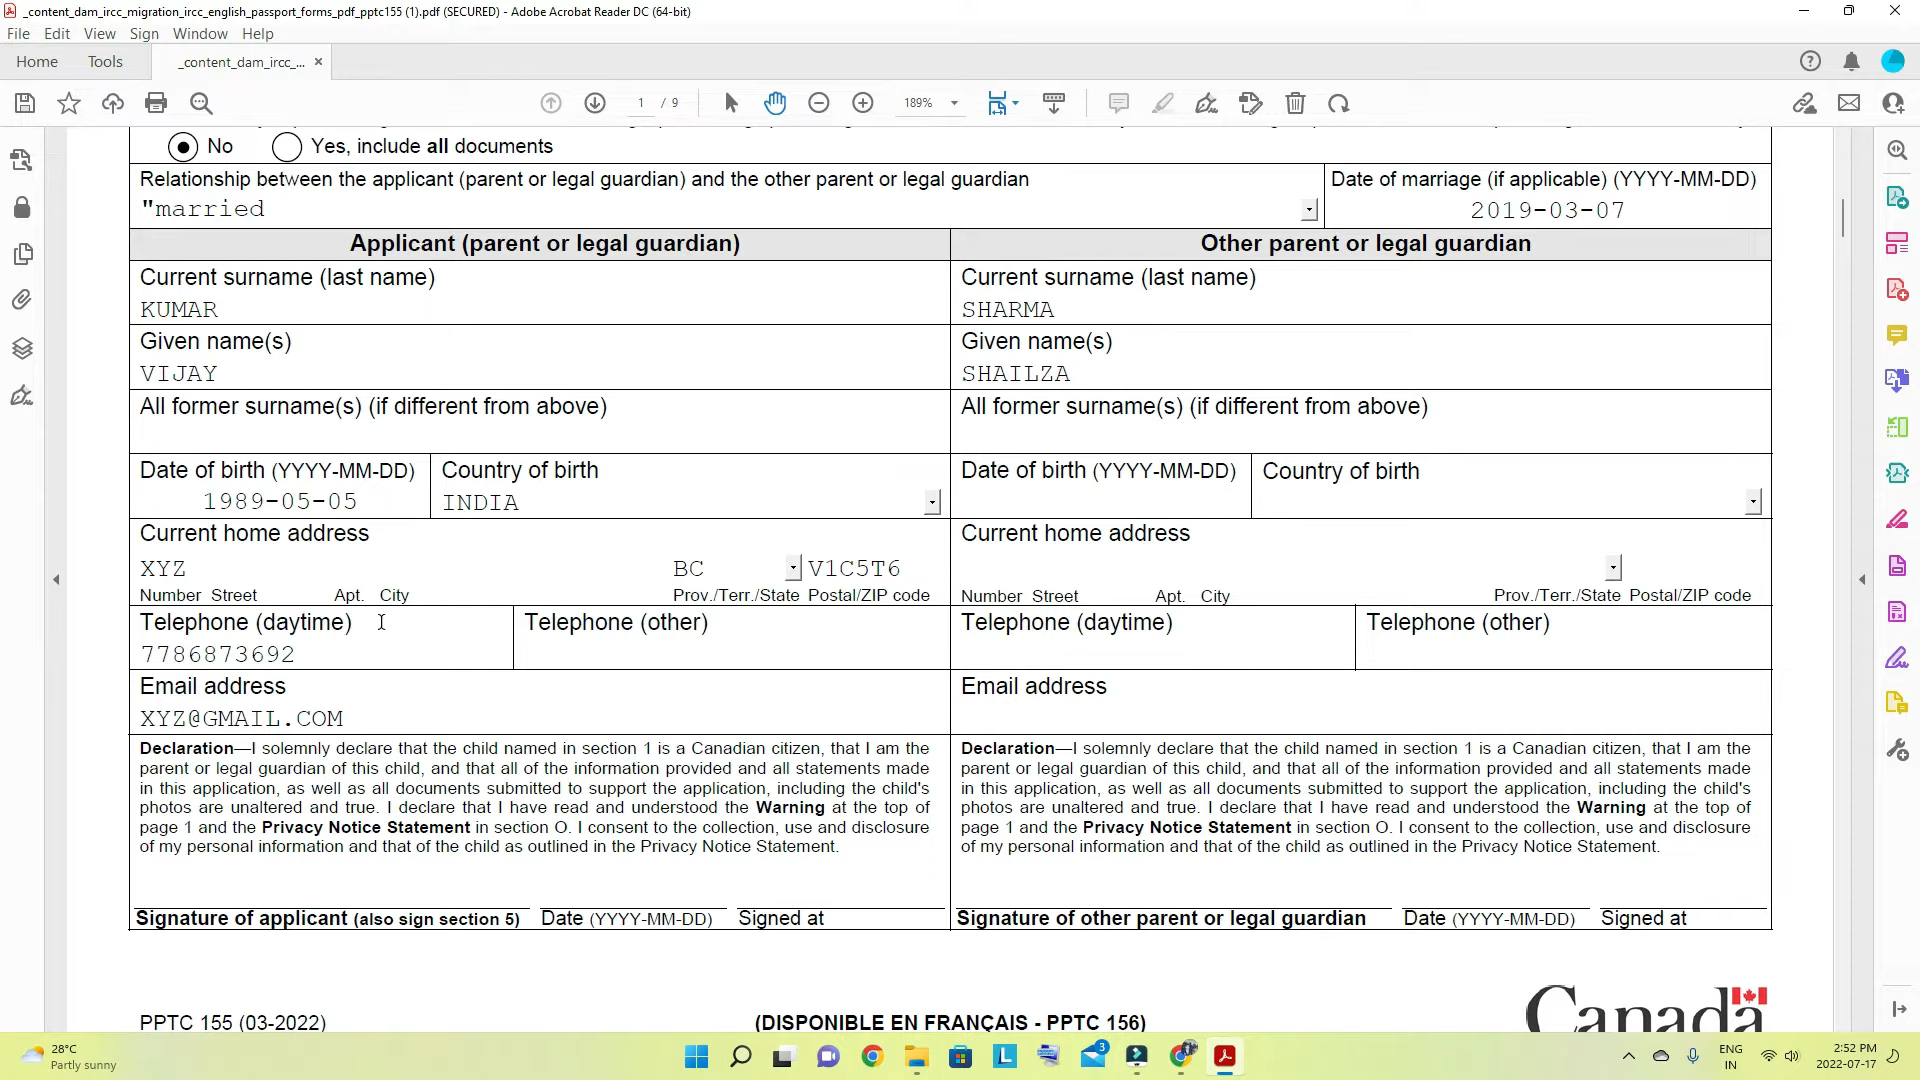 _content_dam_ircc_migration_ircc_english_passport_forms_pdf_pptc155 (1).pdf (SECURED) - Adobe Acrobat Reader DC (64-bit)
File Edit View Sign Window Help
Home Tools _content_dam_ircc_... ×
1 / 9 189%
No Yes, include all documents
Relationship between the applicant (parent or legal guardian) and the other parent or legal guardian Date of marriage (if applicable) (YYYY-MM-DD)
"married 2019-03-07
Applicant (parent or legal guardian) Other parent or legal guardian
Current surname (last name) Current surname (last name)
KUMAR SHARMA
Given name(s) Given name(s)
VIJAY SHAILZA
All former surname(s) (if different from above) All former surname(s) (if different from above)
Date of birth (YYYY-MM-DD) Country of birth Date of birth (YYYY-MM-DD) Country of birth
1989-05-05 INDIA
Current home address Current home address
XYZ BC V1C5T6
Number Street Apt. City Prov./Terr./State Postal/ZIP code Number Street Apt. City Prov./Terr./State Postal/ZIP code
Telephone (daytime) Telephone (other) Telephone (daytime) Telephone (other)
7786873692
Email address Email address
XYZ@GMAIL.COM
Declaration—I solemnly declare that the child named in section 1 is a Canadian citizen, that I am the
parent or legal guardian of this child, and that all of the information provided and all statements made
in this application, as well as all documents submitted to support the application, including the child's
photos are unaltered and true. I declare that I have read and understood the Warning at the top of
page 1 and the Privacy Notice Statement in section O. I consent to the collection, use and disclosure
of my personal information and that of the child as outlined in the Privacy Notice Statement.
Declaration—I solemnly declare that the child named in section 1 is a Canadian citizen, that I am the
parent or legal guardian of this child, and that all of the information provided and all statements made
in this application, as well as all documents submitted to support the application, including the child's
photos are unaltered and true. I declare that I have read and understood the Warning at the top of
page 1 and the Privacy Notice Statement in section O. I consent to the collection, use and disclosure
of my personal information and that of the child as outlined in the Privacy Notice Statement.
Signature of applicant (also sign section 5) Date (YYYY-MM-DD) Signed at Signature of other parent or legal guardian Date (YYYY-MM-DD) Signed at
PPTC 155 (03-2022) (DISPONIBLE EN FRANÇAIS - PPTC 156) Canada
28°C
Partly sunny
3
ENG
IN
2:52 PM
2022-07-17